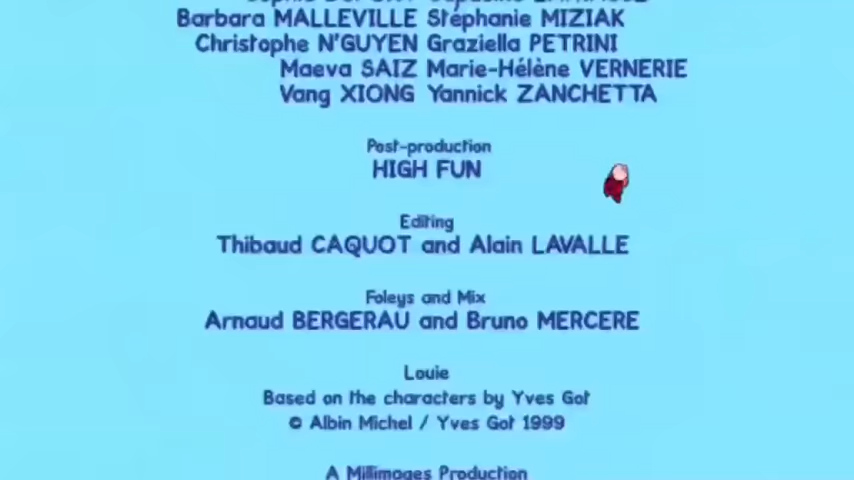 Barbara MALLEVILLE Stéphanie MIZIAK
Christophe N'GUYEN Graziella PETRINI
Maeva SAIZ Marie-Hélène VERNERIE
Vang XIONG Yannick ZANCHETTA
Post-production
HIGH FUN
Editing
Thibaud CAQUOT and Alain LAVALLE
Foleys and Mix
Arnaud BERGERAU and Bruno MERCERE
Louie
Based on the characters by Yves Got
© Albin Michel / Yves Got 1999
A Millimages Production